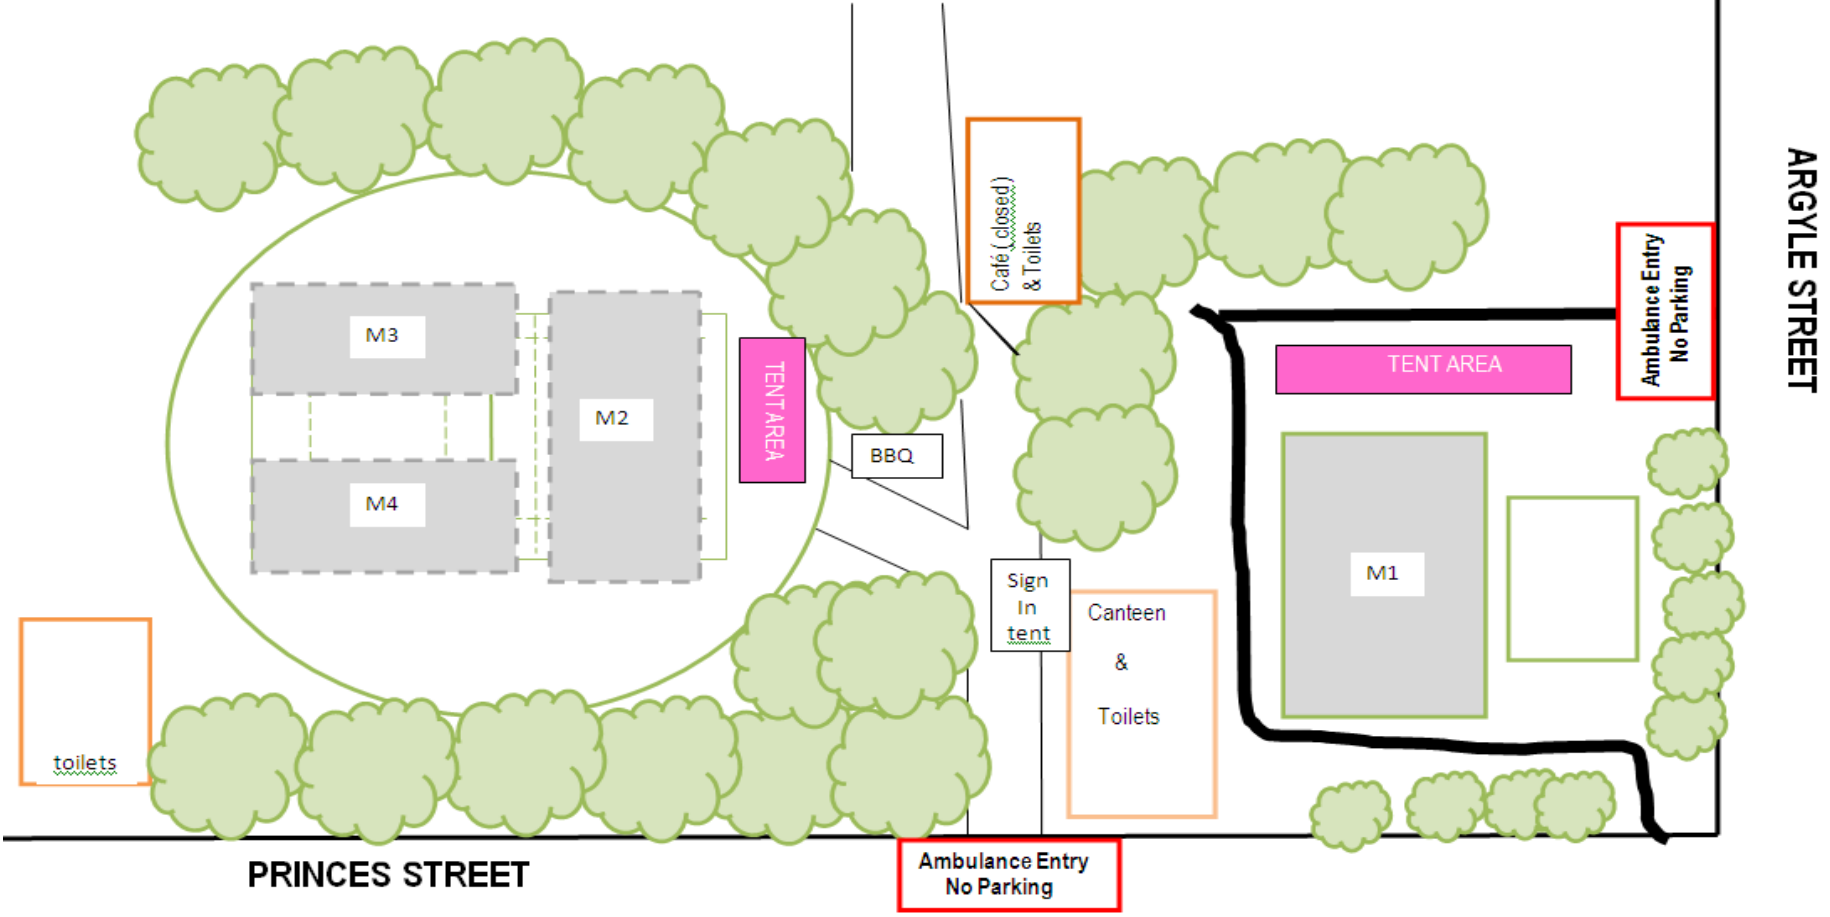 Café ( closed)
& Toilets
ARGYLE STREET
Ambulance Entry
No Parking
M3
M2
TENT AREA
TENT AREA
BBQ
M4
M1
Sign
In
tent
Canteen
&
Toilets
toilets
PRINCES STREET
Ambulance Entry
No Parking